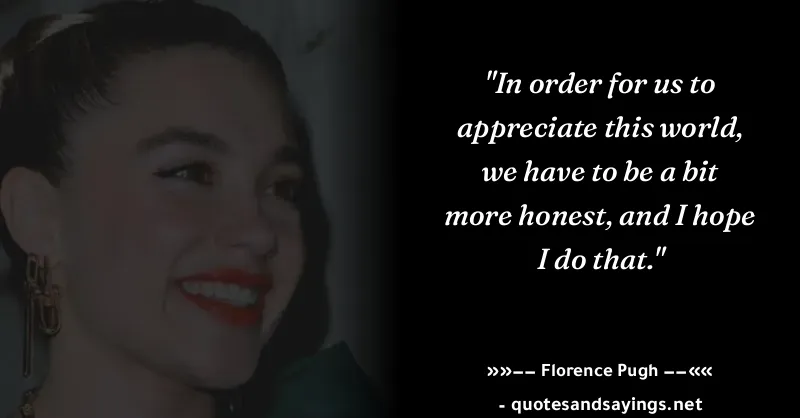 "In order for us to
appreciate this world,
we have to be a bit
more honest, and I hope
I do that."
»»–– Florence Pugh ––««
- quotesandsayings.net